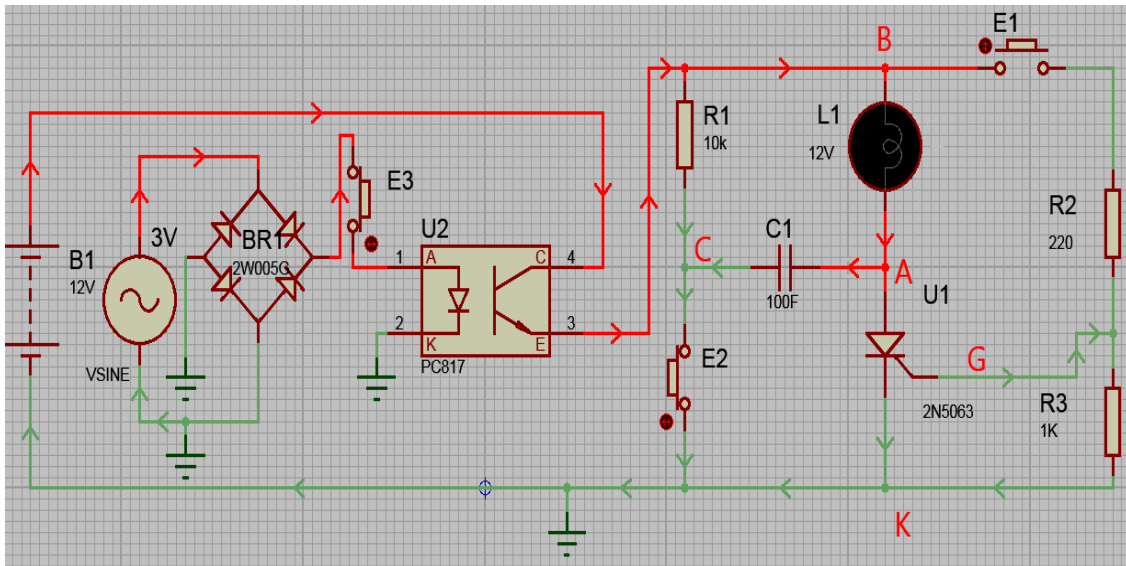 B
E1
R1
10k
L1
12V
E3
U2
3V
BR1
2W005G
B1
12V
1
A
C
4
R2
220
C
C1
A
U1
100F
2
K
E
3
PC817
VSINE
E2
G
2N5063
R3
1K
K